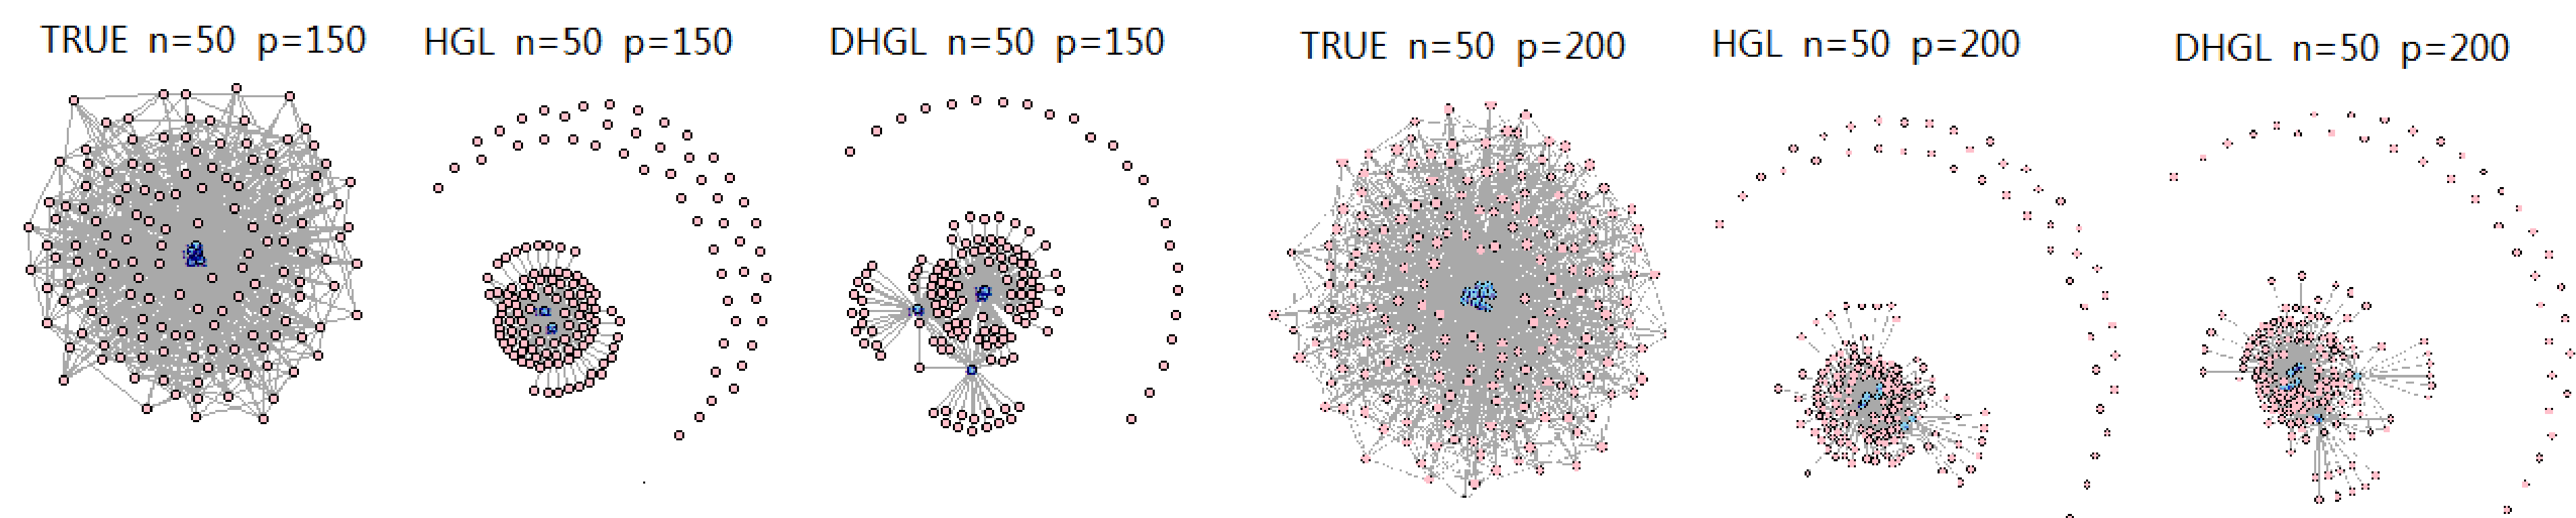 TRUE n=50 p=150
HGL n=50 p=150
DHGL n=50 p=150
TRUE n=50 p=200
HGL n=50 p=200
DHGL n=50 p=200